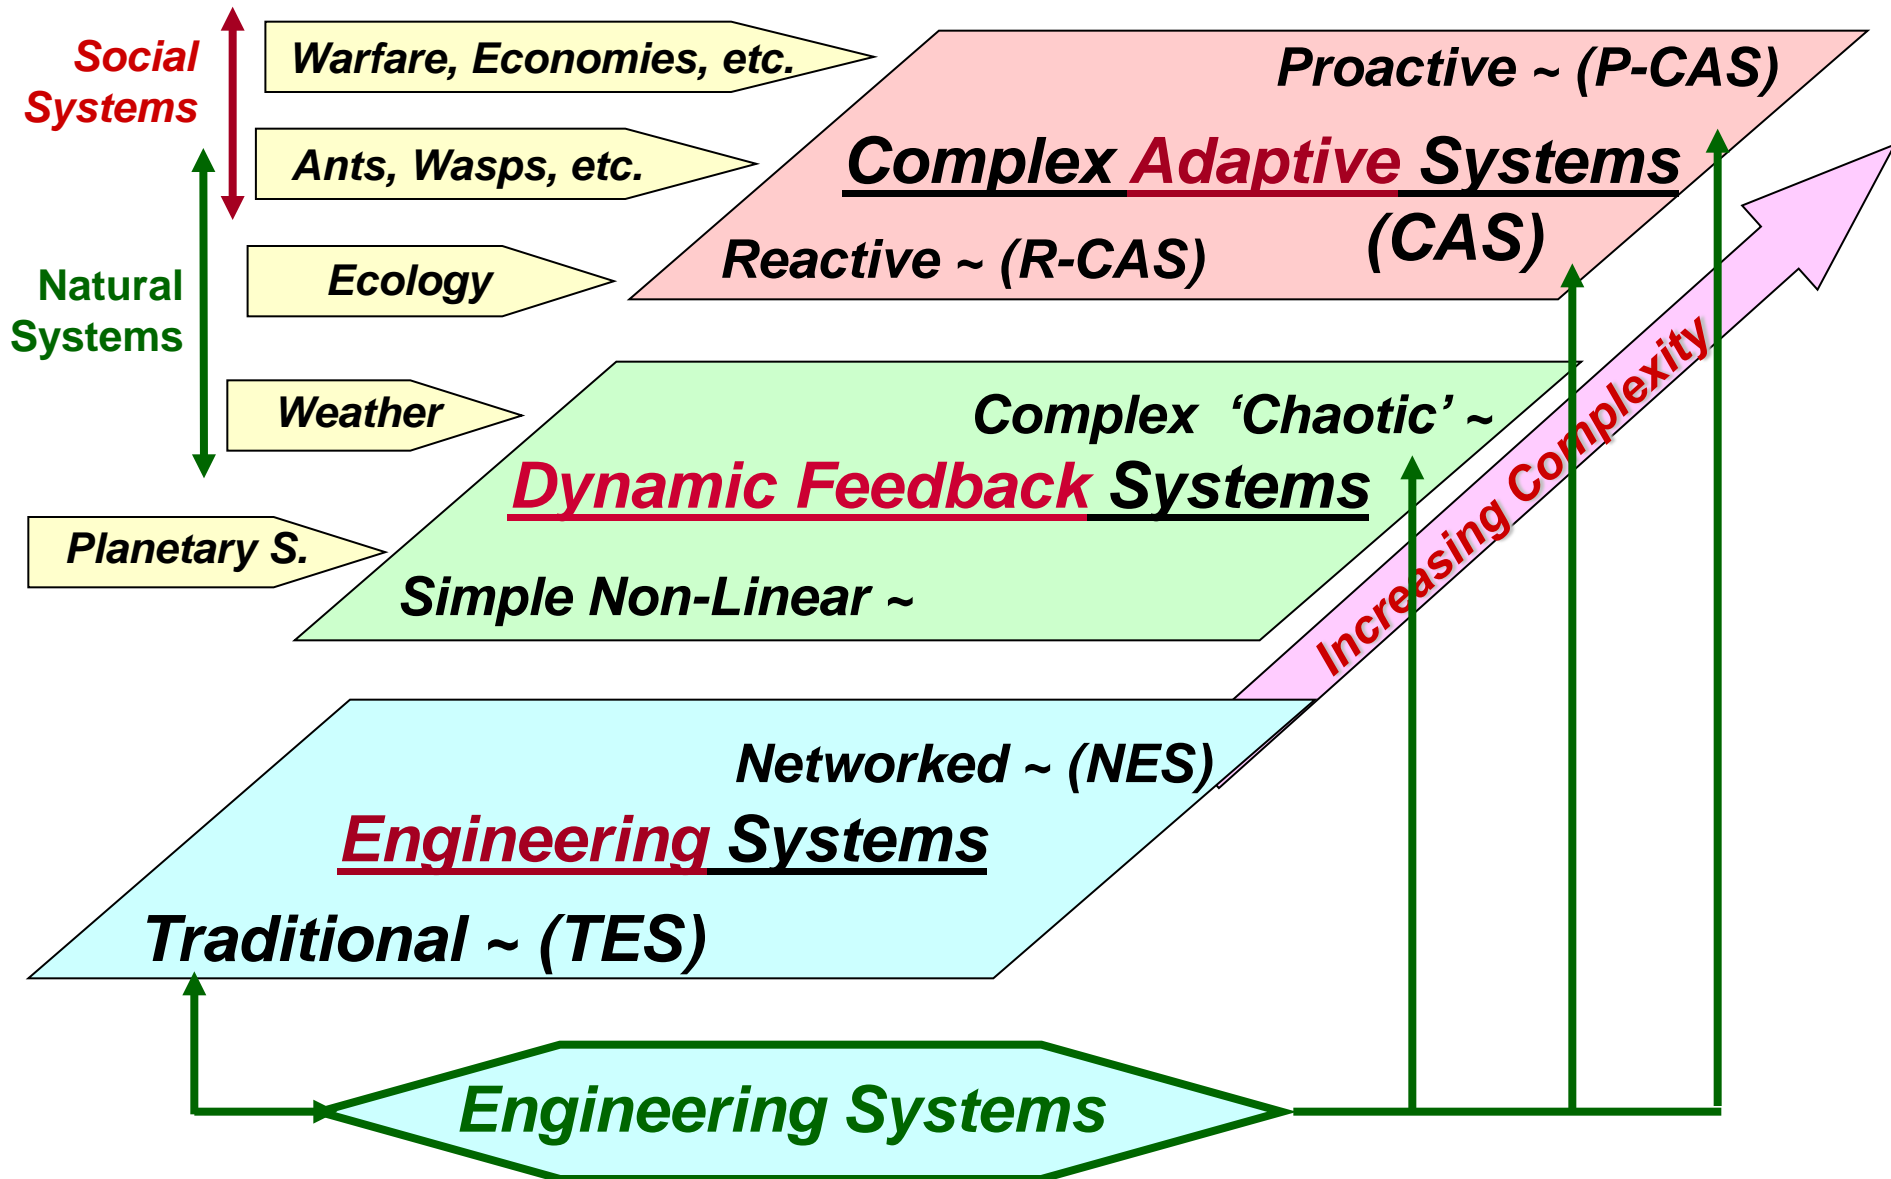 Social
Systems
Warfare, Economies, etc.
Proactive ~ (P-CAS)
Ants, Wasps, etc.
Complex Adaptive Systems
(CAS)
Reactive ~ (R-CAS)
Natural
Systems
Ecology
Weather
Complex ‘Chaotic’ ~
Dynamic Feedback Systems
Planetary S.
Simple Non-Linear ~
Increasing Complexity
Networked ~ (NES)
Engineering Systems
Traditional ~ (TES)
Engineering Systems